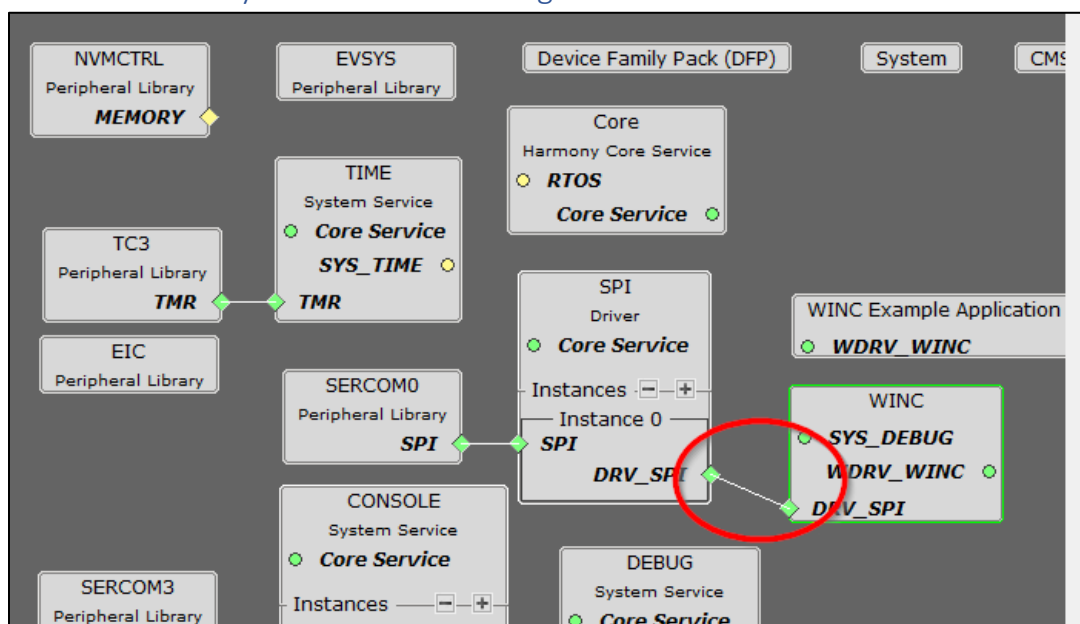 NVMCTRL
Peripheral Library
MEMORY
EVSYS
Peripheral Library
Device Family Pack (DFP)
System
Core
Harmony Core Service
RTOS
Core Service
TIME
System Service
Core Service
SYS_TIME
TMR
TC3
Peripheral Library
TMR
EIC
Peripheral Library
SPI
Driver
Core Service
Instances
Instance 0
SPI
DRV_SPI
WINC Example Application
WDRV_WINC
SERCOM0
Peripheral Library
SPI
WINC
SYS_DEBUG
WDRV_WINC
DRV_SPI
CONSOLE
System Service
Core Service
Instances
DEBUG
System Service
Core Service
SERCOM3
Peripheral Library